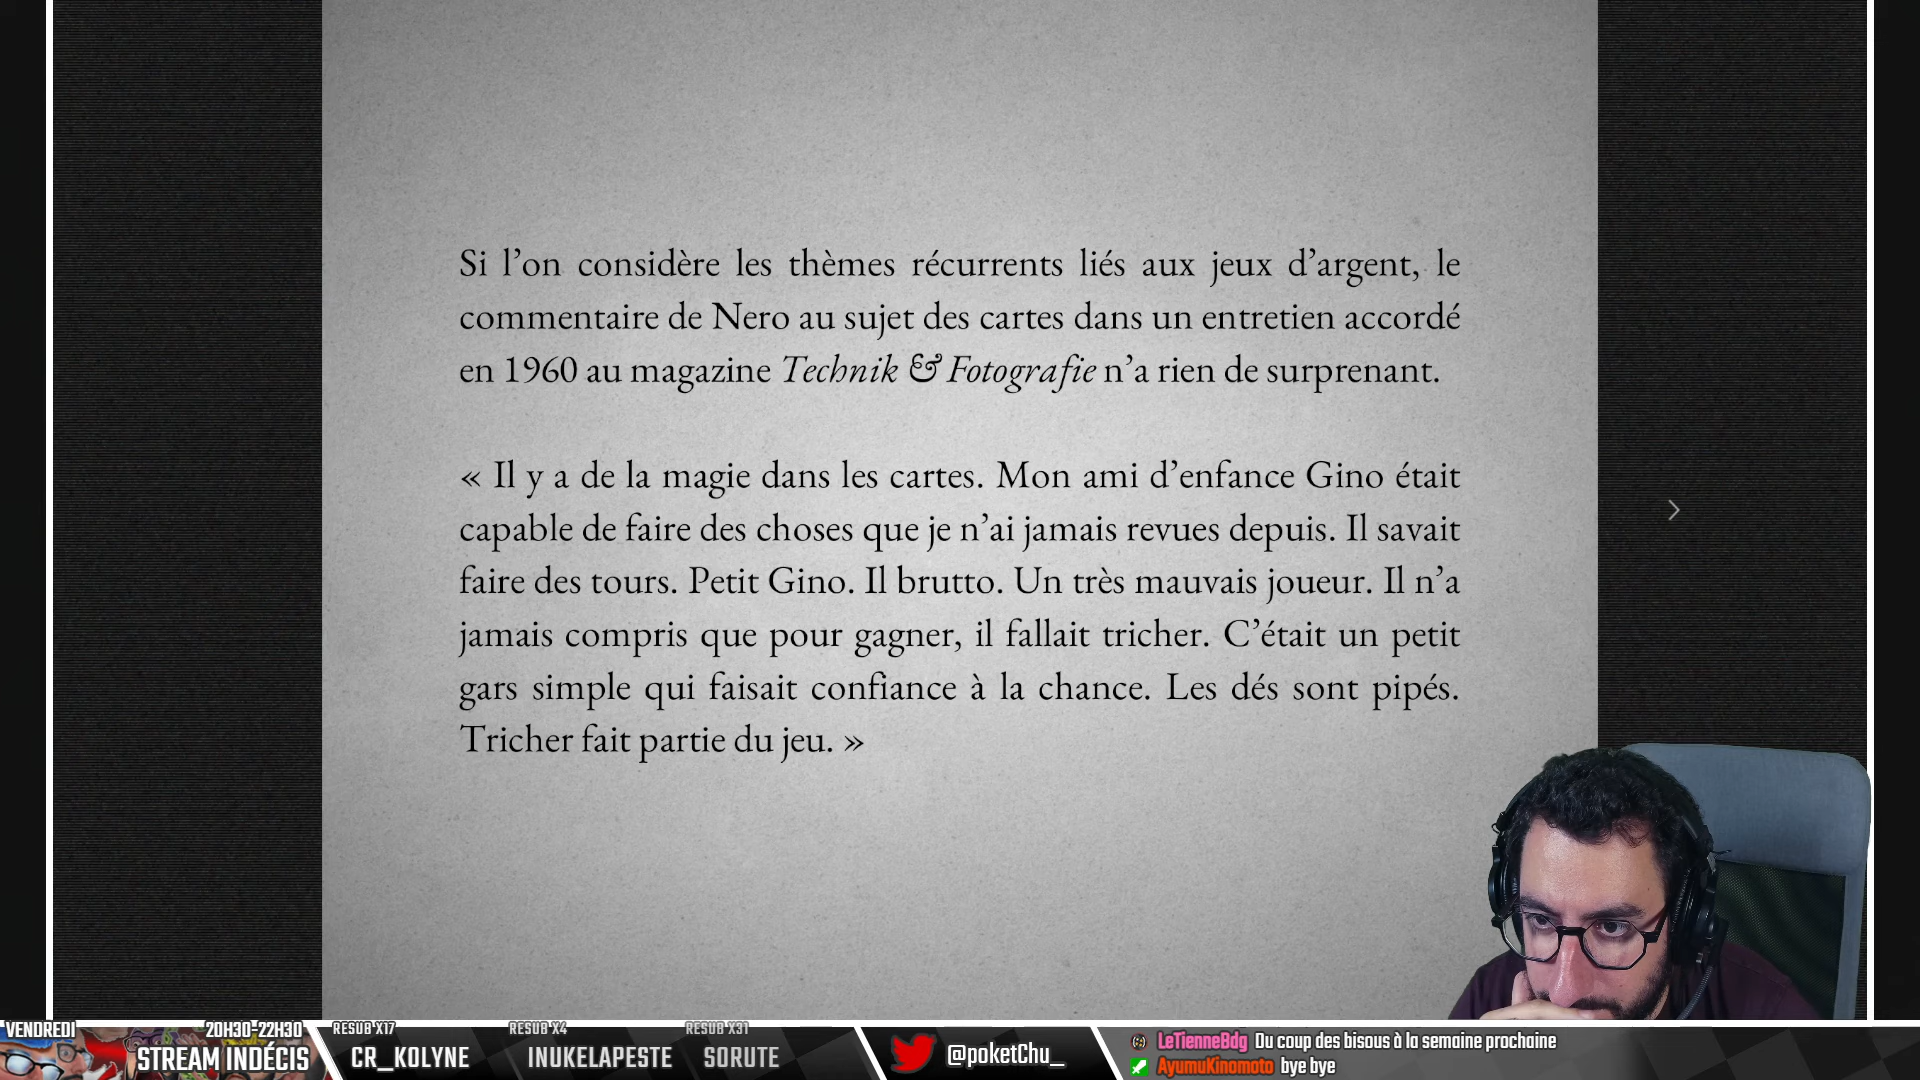 Si l’on considère les thèmes récurrents liés aux jeux d’argent, le
commentaire de Nero au sujet des cartes dans un entretien accordé
en 1960 au magazine Technik & Fotografie n’a rien de surprenant.
« Il y a de la magie dans les cartes. Mon ami d’enfance Gino était
capable de faire des choses que je n’ai jamais revues depuis. Il savait
faire des tours. Petit Gino. Il brutto. Un très mauvais joueur. Il n’a
jamais compris que pour gagner, il fallait tricher. C’était un petit
gars simple qui faisait confiance à la chance. Les dés sont pipés.
Tricher fait partie du jeu. »
VENDREDI 20H30-22H30
STREAM INDÉCIS
RESUB X17
CR_KOLYNE
RESUB X4
INUKELAPESTE
RESUB X31
SORUTE
@poketChu_
LeTienneBdg Du coup des bisous à la semaine prochaine
AyumuKinomoto bye bye